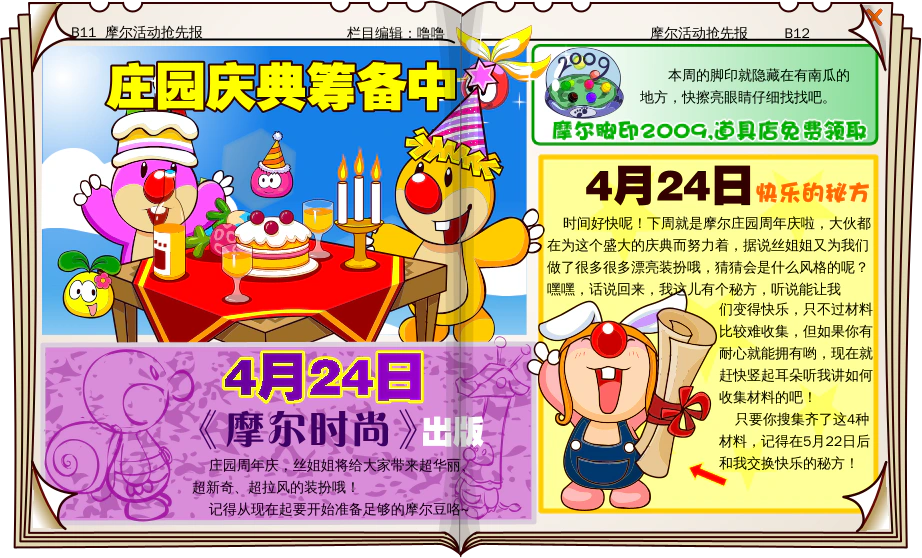 B11 摩尔活动抢先报
栏目编辑：噜噜
庄园庆典筹备中
4月24日
《摩尔时尚》出版
庄园周年庆，丝姐姐将给大家带来超华丽、
超新奇、超拉风的装扮哦！
记得从现在起要开始准备足够的摩尔豆咯~
摩尔活动抢先报 B12
2009
本周的脚印就隐藏在有南瓜的
地方，快擦亮眼睛仔细找找吧。
摩尔脚印2009,道具店免费领取
4月24日快乐的秘方
时间好快呢！下周就是摩尔庄园周年庆啦，大伙都
在为这个盛大的庆典而努力着，据说丝姐姐又为我们
做了很多很多漂亮装扮哦，猜猜会是什么风格的呢？
嘿嘿，话说回来，我这儿有个秘方，听说能让我
们变得快乐，只不过材料
比较难收集，但如果你有
耐心就能拥有哟，现在就
赶快竖起耳朵听我讲如何
收集材料的吧！
只要你搜集齐了这4种
材料，记得在5月22日后
和我交换快乐的秘方！